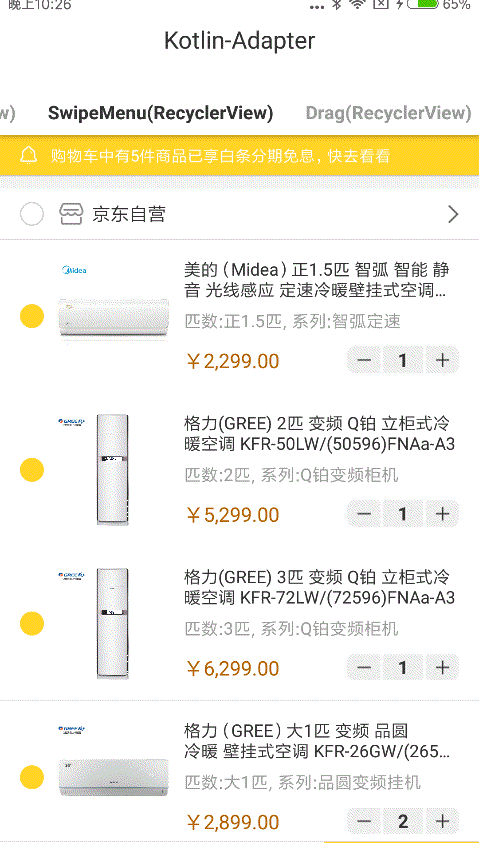 晚上10:26
65%
Kotlin-Adapter
w)
SwipeMenu(RecyclerView)
Drag(RecyclerView)
购物车中有5件商品已享白条分期免息，快去看看
京东自营
Midea
美的（Midea）正1.5匹 智弧 智能 静
音 光线感应 定速冷暖壁挂式空调…
匹数:正1.5匹, 系列:智弧定速
￥2,299.00
— 1 +
GREE
格力(GREE) 2匹 变频 Q铂 立柜式冷
暖空调 KFR-50LW/(50596)FNAa-A3
匹数:2匹, 系列:Q铂变频柜机
￥5,299.00
— 1 +
GREE
格力(GREE) 3匹 变频 Q铂 立柜式冷
暖空调 KFR-72LW/(72596)FNAa-A3
匹数:3匹, 系列:Q铂变频柜机
￥6,299.00
— 1 +
GREE
格力（GREE）大1匹 变频 品圆
冷暖 壁挂式空调 KFR-26GW/(265…
匹数:大1匹, 系列:品圆变频挂机
￥2,899.00
— 2 +